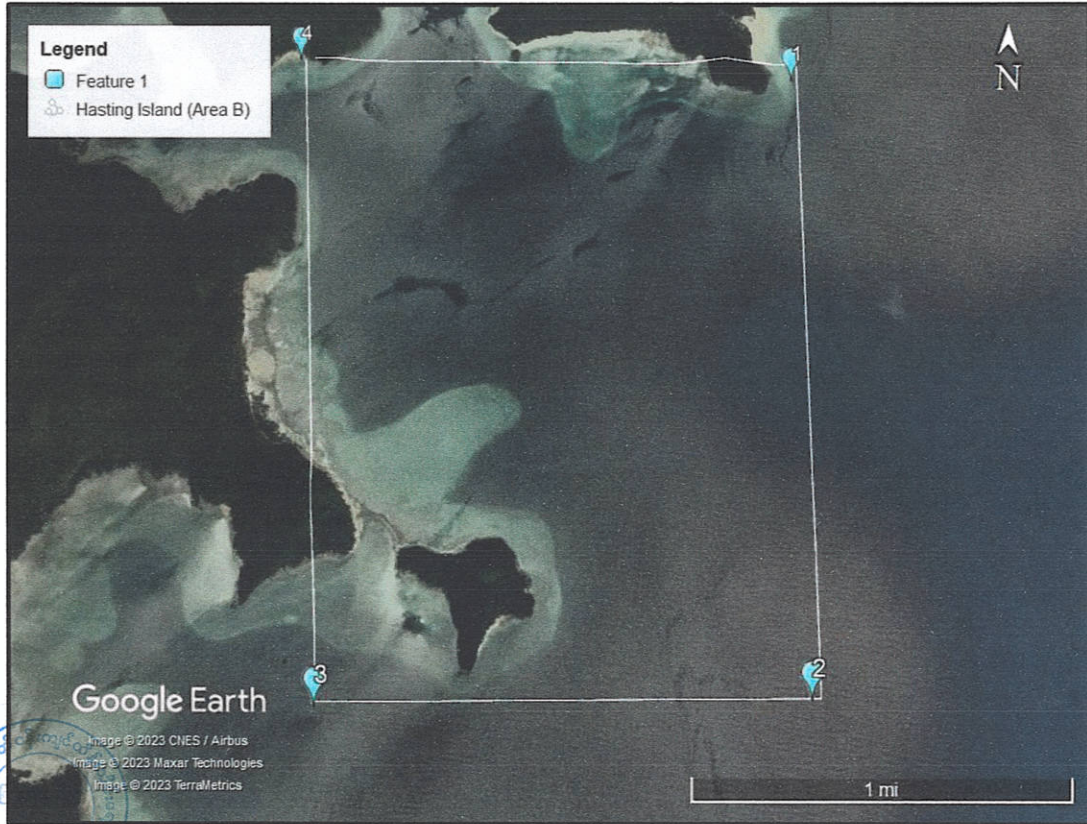 Legend
Feature 1
Hasting Island (Area B)
4
1
N
3
2
Google Earth
Image © 2023 CNES / Airbus
Image © 2023 Maxar Technologies
Image © 2023 TerraMetrics
1 mi